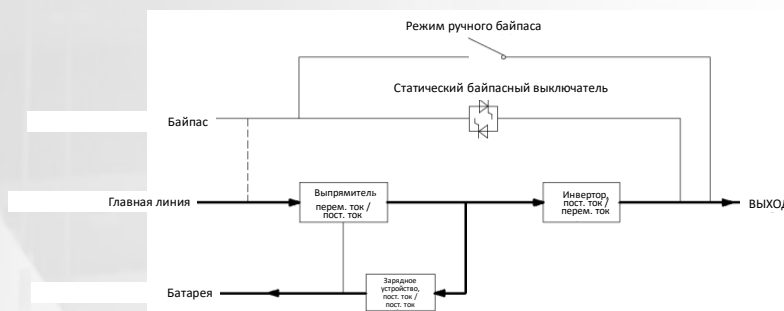 Режим ручного байпаса
Статический байпасный выключатель
Байпас
Главная линия
Выпрямитель
перем. ток /
пост. ток
Инвертор,
пост. ток /
перем. ток
ВЫХОД
Батарея
Зарядное
устройство,
пост. ток /
пост. ток